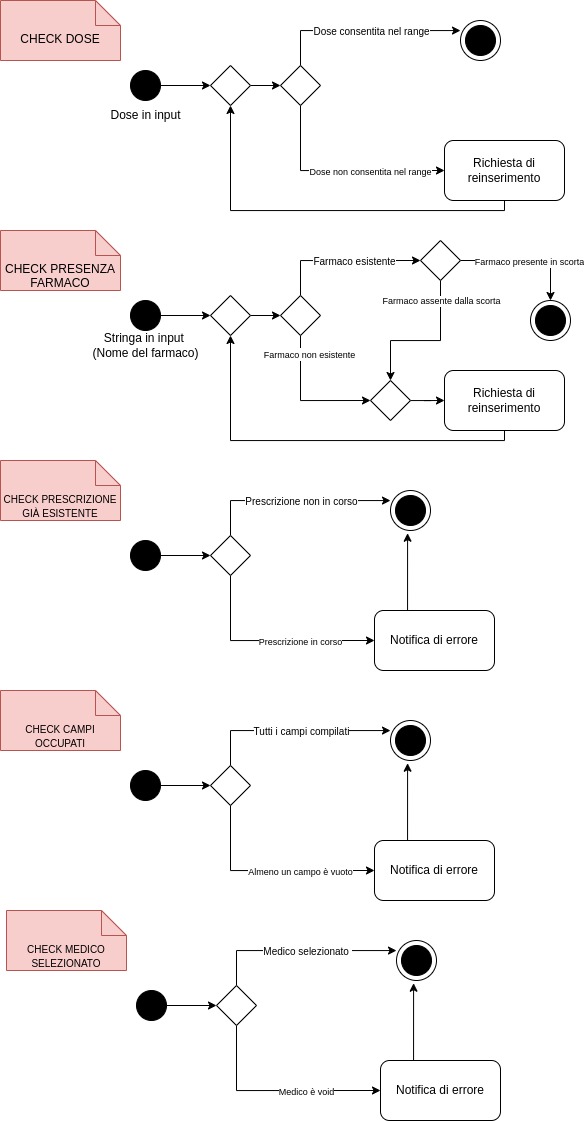 CHECK DOSE
Dose consentita nel range
Dose in input
Dose non consentita nel range
Richiesta di
reinserimento
CHECK PRESENZA
FARMACO
Farmaco esistente
Farmaco presente in scorta
Farmaco assente dalla scorta
Stringa in input
(Nome del farmaco)
Farmaco non esistente
Richiesta di
reinserimento
CHECK PRESCRIZIONE
GIÀ ESISTENTE
Prescrizione non in corso
Prescrizione in corso
Notifica di errore
CHECK CAMPI
OCCUPATI
Tutti i campi compilati
Almeno un campo è vuoto
Notifica di errore
CHECK MEDICO
SELEZIONATO
Medico selezionato
Medico è void
Notifica di errore